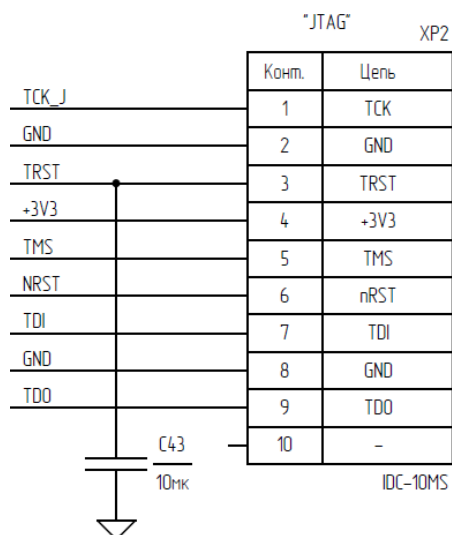 "JTAG" XP2
Конт. Цепь
TCK_J 1 TCK
GND 2 GND
TRST 3 TRST
+3V3 4 +3V3
TMS 5 TMS
NRST 6 nRST
TDI 7 TDI
GND 8 GND
TDO 9 TDO
C43 10 –
10мк IDC-10MS